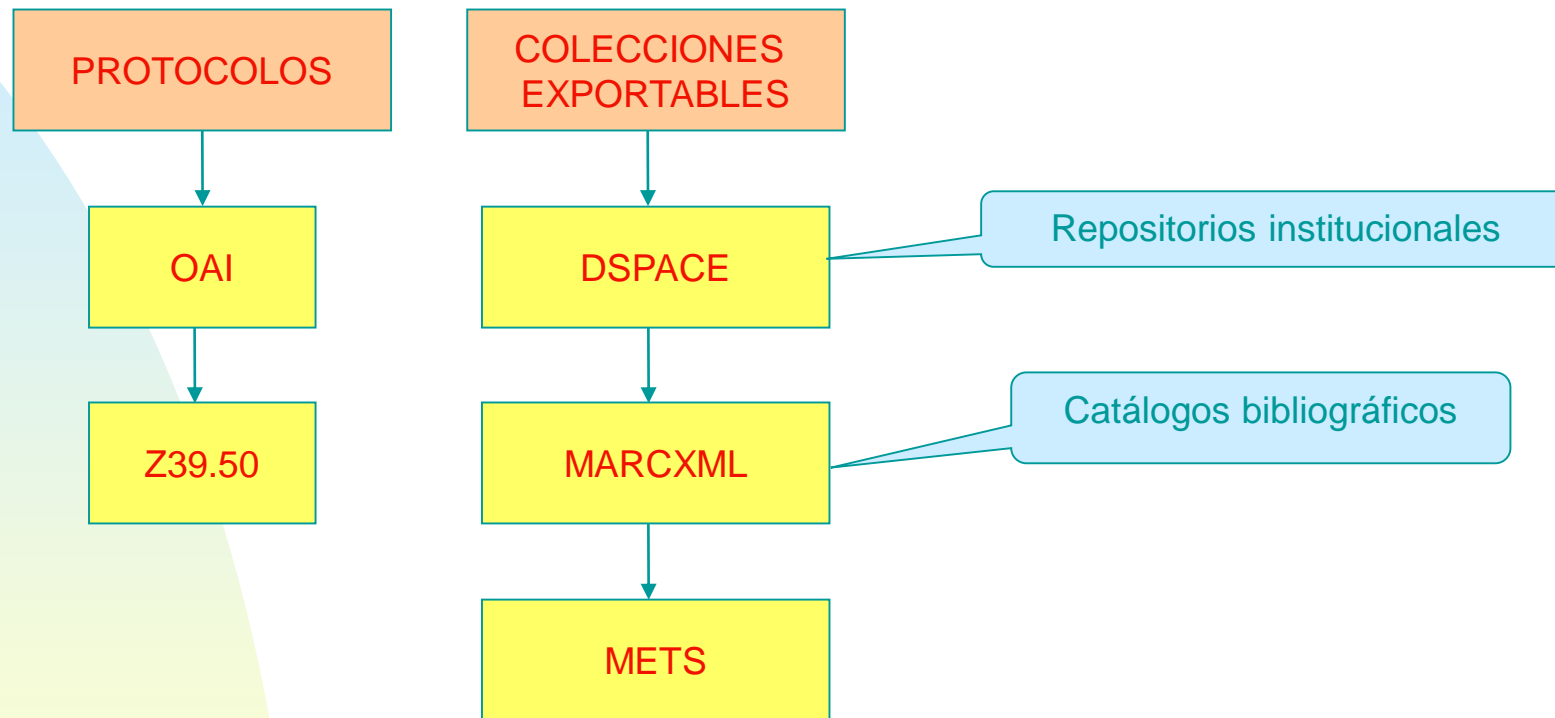 PROTOCOLOS
OAI
Z39.50
COLECCIONES
EXPORTABLES
DSPACE
Repositorios institucionales
MARCXML
Catálogos bibliográficos
METS